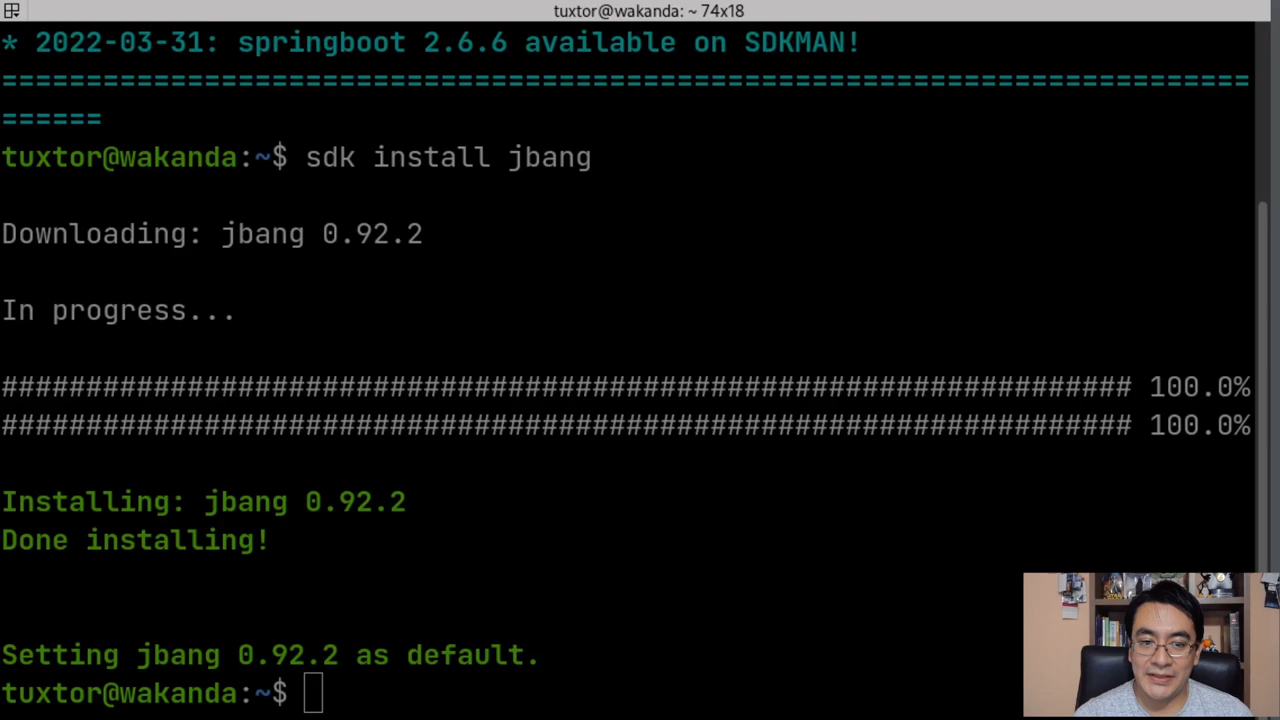 tuxtor@wakanda: ~ 74x18
* 2022-03-31: springboot 2.6.6 available on SDKMAN!
==========================================================================
======
tuxtor@wakanda:~$ sdk install jbang
Downloading: jbang 0.92.2
In progress...
################################################################### 100.0%
################################################################### 100.0%
Installing: jbang 0.92.2
Done installing!
Setting jbang 0.92.2 as default.
tuxtor@wakanda:~$